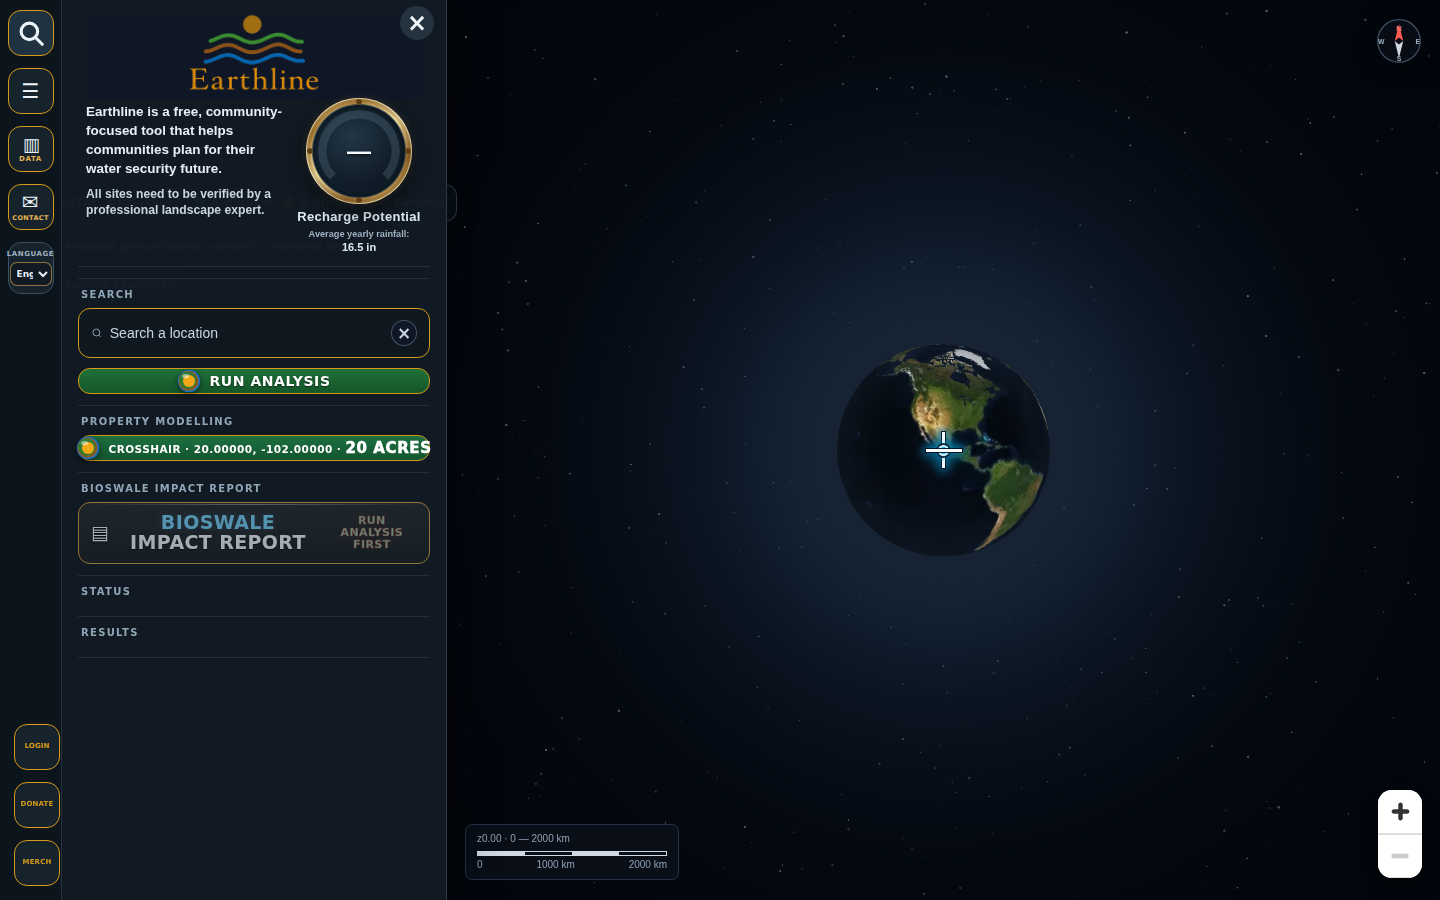 Earthline
Earthline is a free, community-
focused tool that helps
communities plan for their
water security future.
All sites need to be verified by a
professional landscape expert.
—
Recharge Potential
Average yearly rainfall:
16.5 in
DATA
CONTACT
LANGUAGE
Eng
SEARCH
Search a location
RUN ANALYSIS
PROPERTY MODELLING
CROSSHAIR · 20.00000, -102.00000 · 20 ACRES
BIOSWALE IMPACT REPORT
BIOSWALE
IMPACT REPORT
RUN
ANALYSIS
FIRST
STATUS
RESULTS
LOGIN
DONATE
MERCH
z0.00 · 0 — 2000 km
0 1000 km 2000 km
W E
S